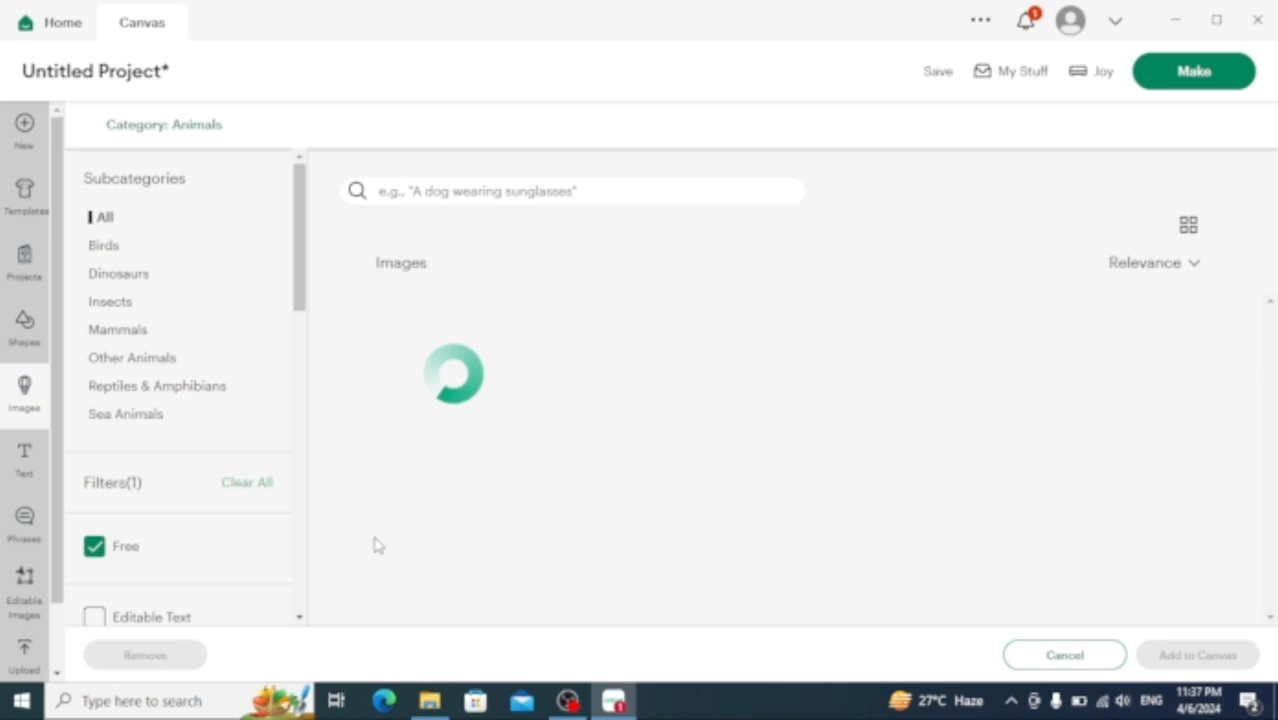 Home
Canvas
1
Untitled Project*
Save
My Stuff
Joy
Make
New
Templates
Projects
Shapes
Images
Text
Phrases
Editable
Images
Upload
Category: Animals
Subcategories
All
Birds
Dinosaurs
Insects
Mammals
Other Animals
Reptiles & Amphibians
Sea Animals
Filters(1)
Clear All
Free
Editable Text
Remove
e.g., "A dog wearing sunglasses"
Images
Relevance
Cancel
Add to Canvas
Type here to search
1
27°C Haze
ENG
11:37 PM
4/6/2024
2